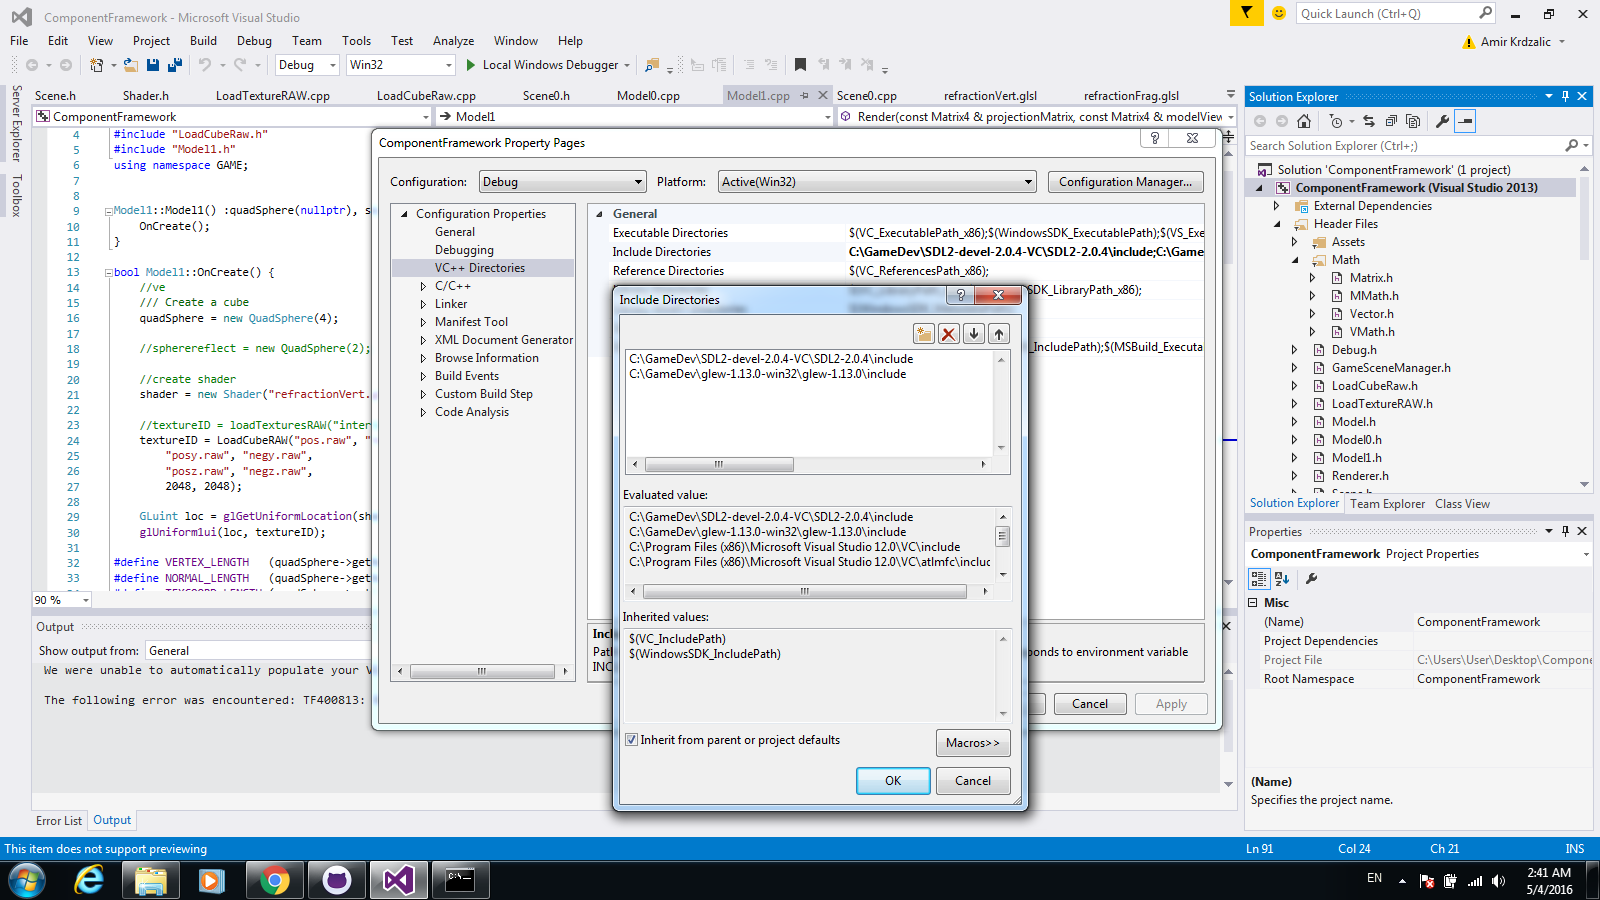 ComponentFramework - Microsoft Visual Studio
Quick Launch (Ctrl+Q)
File Edit View Project Build Debug Team Tools Test Analyze Window Help
Amir Krdzalic
Debug Win32 Local Windows Debugger
Server Explorer
Toolbox
Scene.h Shader.h LoadTextureRAW.cpp LoadCubeRaw.cpp Scene0.h Model0.cpp Model1.cpp Scene0.cpp refractionVert.glsl refractionFrag.glsl
ComponentFramework Model1 Render(const Matrix4 & projectionMatrix, const Matrix4 & modelView
4 #include "LoadCubeRaw.h"
5 #include "Model1.h"
6 using namespace GAME;
7
8
9 Model1::Model1() :quadSphere(nullptr), s
10 OnCreate();
11 }
12
13 bool Model1::OnCreate() {
14 //ve
15 /// Create a cube
16 quadSphere = new QuadSphere(4);
17
18 //spherereflect = new QuadSphere(2);
19
20 //create shader
21 shader = new Shader("refractionVert.
22
23 //textureID = loadTexturesRAW("inter
24 textureID = LoadCubeRAW("pos.raw", "
25 "posy.raw", "negy.raw",
26 "posz.raw", "negz.raw",
27 2048, 2048);
28
29 GLuint loc = glGetUniformLocation(sh
30 glUniform1ui(loc, textureID);
31
32 #define VERTEX_LENGTH (quadSphere->get
33 #define NORMAL_LENGTH (quadSphere->get
90 %
Output
Show output from: General
We were unable to automatically populate your V
The following error was encountered: TF400813:
Error List Output
ComponentFramework Property Pages
Configuration: Debug Platform: Active(Win32) Configuration Manager...
Configuration Properties
General
Debugging
VC++ Directories
C/C++
Linker
Manifest Tool
XML Document Generator
Browse Information
Build Events
Custom Build Step
Code Analysis
General
Executable Directories $(VC_ExecutablePath_x86);$(WindowsSDK_ExecutablePath);$(VS_Exe
Include Directories C:\GameDev\SDL2-devel-2.0.4-VC\SDL2-2.0.4\include;C:\Game
Reference Directories $(VC_ReferencesPath_x86);
SDK_LibraryPath_x86);
_IncludePath);$(MSBuild_Executa
Incl
Path
INC
ponds to environment variable
Cancel Apply
Include Directories
C:\GameDev\SDL2-devel-2.0.4-VC\SDL2-2.0.4\include
C:\GameDev\glew-1.13.0-win32\glew-1.13.0\include
Evaluated value:
C:\GameDev\SDL2-devel-2.0.4-VC\SDL2-2.0.4\include
C:\GameDev\glew-1.13.0-win32\glew-1.13.0\include
C:\Program Files (x86)\Microsoft Visual Studio 12.0\VC\include
C:\Program Files (x86)\Microsoft Visual Studio 12.0\VC\atlmfc\includ
Inherited values:
$(VC_IncludePath)
$(WindowsSDK_IncludePath)
Inherit from parent or project defaults
Macros>>
OK Cancel
Solution Explorer
Search Solution Explorer (Ctrl+;)
Solution 'ComponentFramework' (1 project)
ComponentFramework (Visual Studio 2013)
External Dependencies
Header Files
Assets
Math
Matrix.h
MMath.h
Vector.h
VMath.h
Debug.h
GameSceneManager.h
LoadCubeRaw.h
LoadTextureRAW.h
Model.h
Model0.h
Model1.h
Renderer.h
Scene.h
Solution Explorer Team Explorer Class View
Properties
ComponentFramework Project Properties
Misc
(Name) ComponentFramework
Project Dependencies
Project File C:\Users\User\Desktop\Compone
Root Namespace ComponentFramework
(Name)
Specifies the project name.
This item does not support previewing Ln 91 Col 24 Ch 21 INS
EN
2:41 AM
5/4/2016